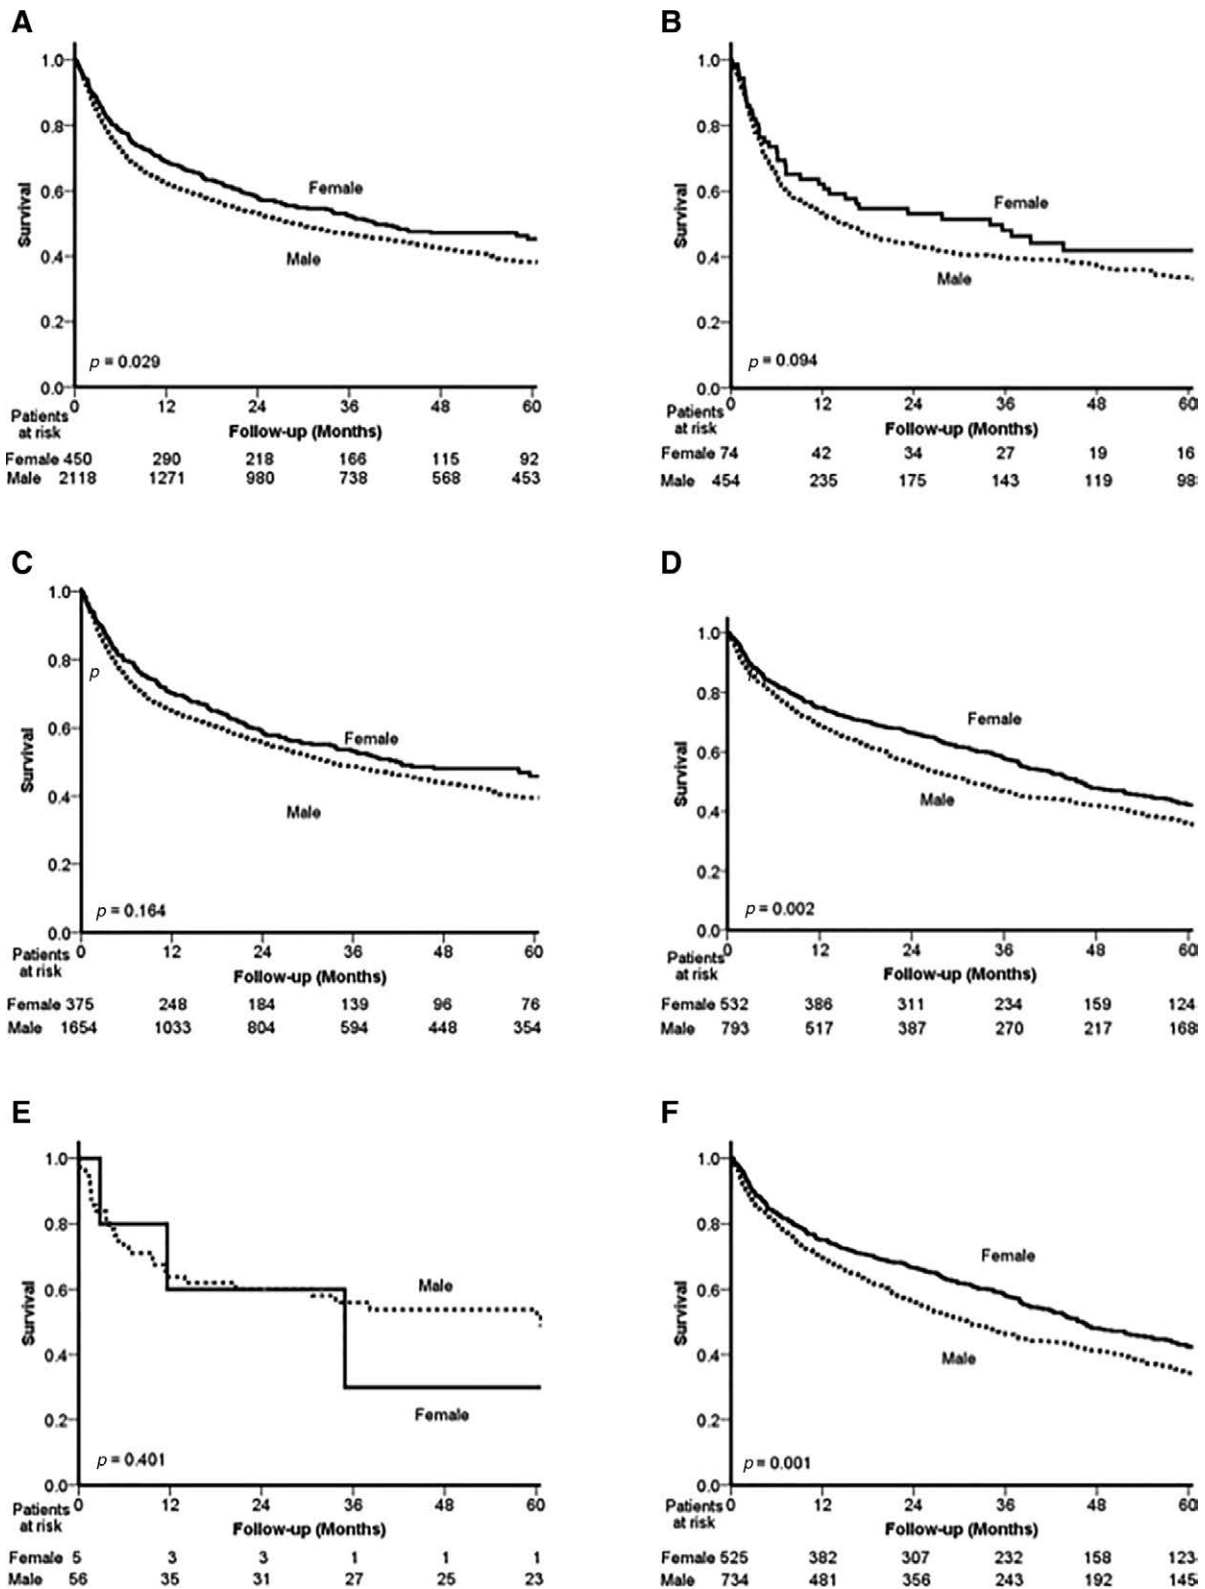 A
1.0
0.8
0.6
0.4
0.2
0.0
Survival
Female
Male
p = 0.029
0 12 24 36 48 60
Patients at risk
Follow-up (Months)
Female 450 290 218 166 115 92
Male 2118 1271 980 738 568 453
B
1.0
0.8
0.6
0.4
0.2
0.0
Survival
Female
Male
p = 0.094
0 12 24 36 48 60
Patients at risk
Follow-up (Months)
Female 74 42 34 27 19 16
Male 454 235 175 143 119 98
C
1.0
0.8
0.6
0.4
0.2
0.0
Survival
p
Female
Male
p = 0.164
0 12 24 36 48 60
Patients at risk
Follow-up (Months)
Female 375 248 184 139 96 76
Male 1654 1033 804 594 448 354
D
1.0
0.8
0.6
0.4
0.2
0.0
Survival
Female
Male
p = 0.002
0 12 24 36 48 60
Patients at risk
Follow-up (Months)
Female 532 386 311 234 159 124
Male 793 517 387 270 217 168
E
1.0
0.8
0.6
0.4
0.2
0.0
Survival
Male
Female
p = 0.401
0 12 24 36 48 60
Patients at risk
Follow-up (Months)
Female 5 3 3 1 1 1
Male 56 35 31 27 25 23
F
1.0
0.8
0.6
0.4
0.2
0.0
Survival
Female
Male
p = 0.001
0 12 24 36 48 60
Patients at risk
Follow-up (Months)
Female 525 382 307 232 158 123
Male 734 481 356 243 192 145